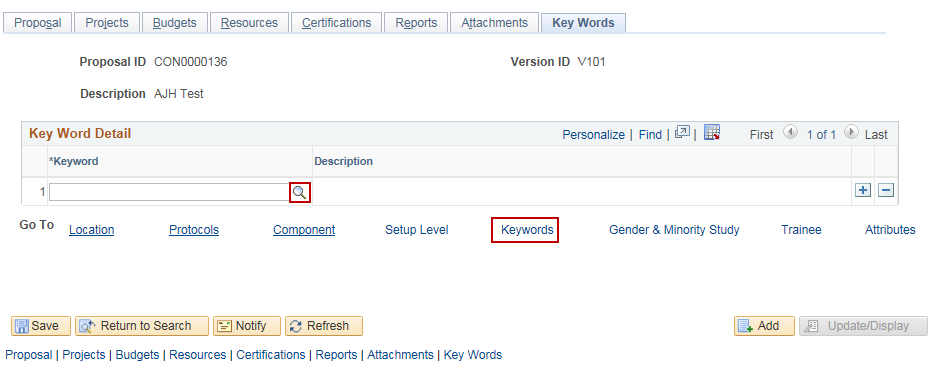 Proposal Projects Budgets Resources Certifications Reports Attachments Key Words
Proposal ID CON0000136 Version ID V101
Description AJH Test
Key Word Detail Personalize | Find | | First 1 of 1 Last
*Keyword Description
1
Go To Location Protocols Component Setup Level Keywords Gender & Minority Study Trainee Attributes
Save Return to Search Notify Refresh Add Update/Display
Proposal | Projects | Budgets | Resources | Certifications | Reports | Attachments | Key Words